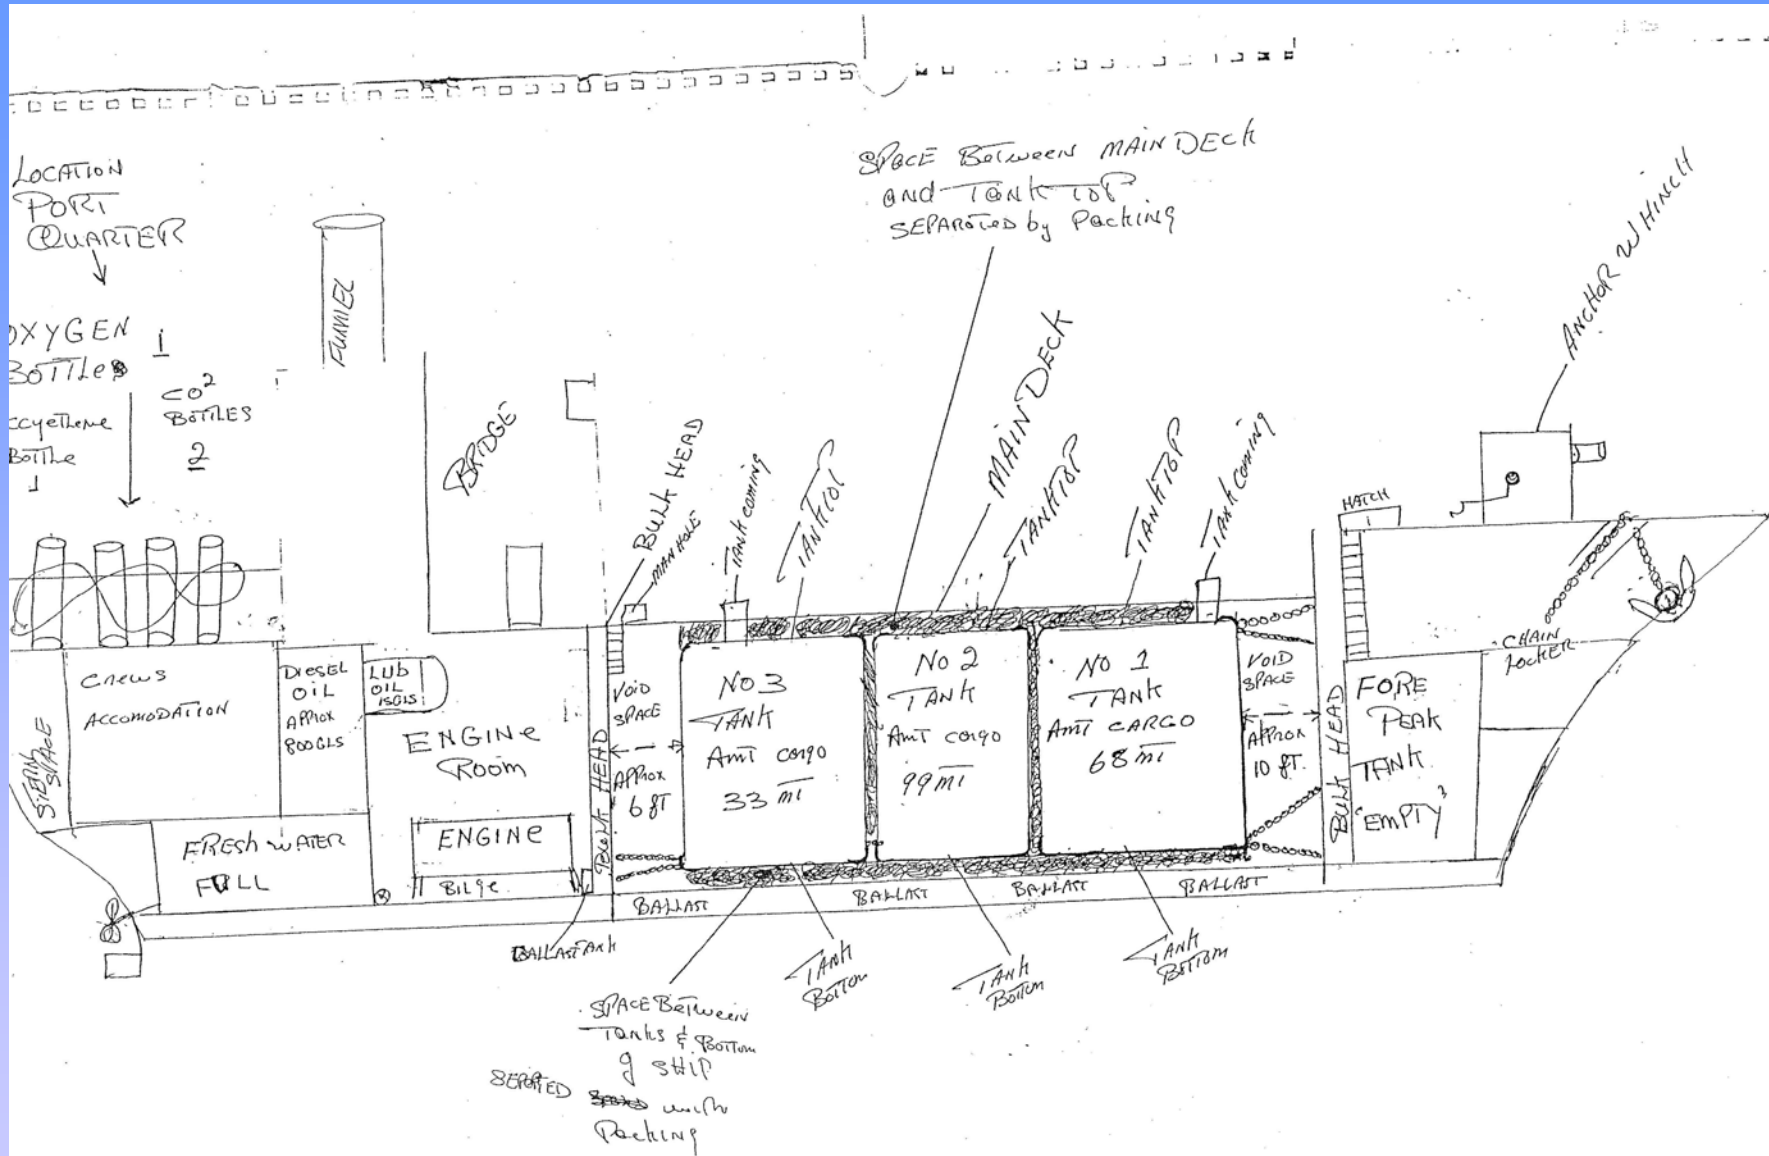 LOCATION
PORT
QUARTER
OXYGEN 1
BOTTLES
CO²
BOTTLES
2
BOTTLE
1
FUNNEL
BRIDGE
SPACE BETWEEN MAIN DECK
AND TANK TOP
SEPARATED by PACKING
ANCHOR WHINCH
BULK HEAD
MANHOLE
TANK COMING
TANKTOP
MAIN DECK
TANKTOP
TANKTOP
TANK COMING
HATCH
CHAIN
LOCKER
STEERING
SPACE
CREWS
ACCOMODATION
DIESEL
OIL
APPROX
800GLS
LUB
OIL
ENGINE
ROOM
FRESH WATER
FULL
ENGINE
BILGE
BULK HEAD
VOID
SPACE
APPROX
6 FT
NO 3
TANK
AMT CARGO
33 MT
NO 2
TANK
AMT CARGO
99 MT
NO 1
TANK
AMT CARGO
68 MT
VOID
SPACE
APPROX
10 FT.
BULK HEAD
FORE
PEAK
TANK
"EMPTY"
BALLAST
BALLAST
BALLAST
BALLAST
BALLAST TANK
TANK
BOTTOM
TANK
BOTTOM
TANK
BOTTOM
SPACE BETWEEN
TANKS & BOTTOM
OF SHIP
with
PACKING